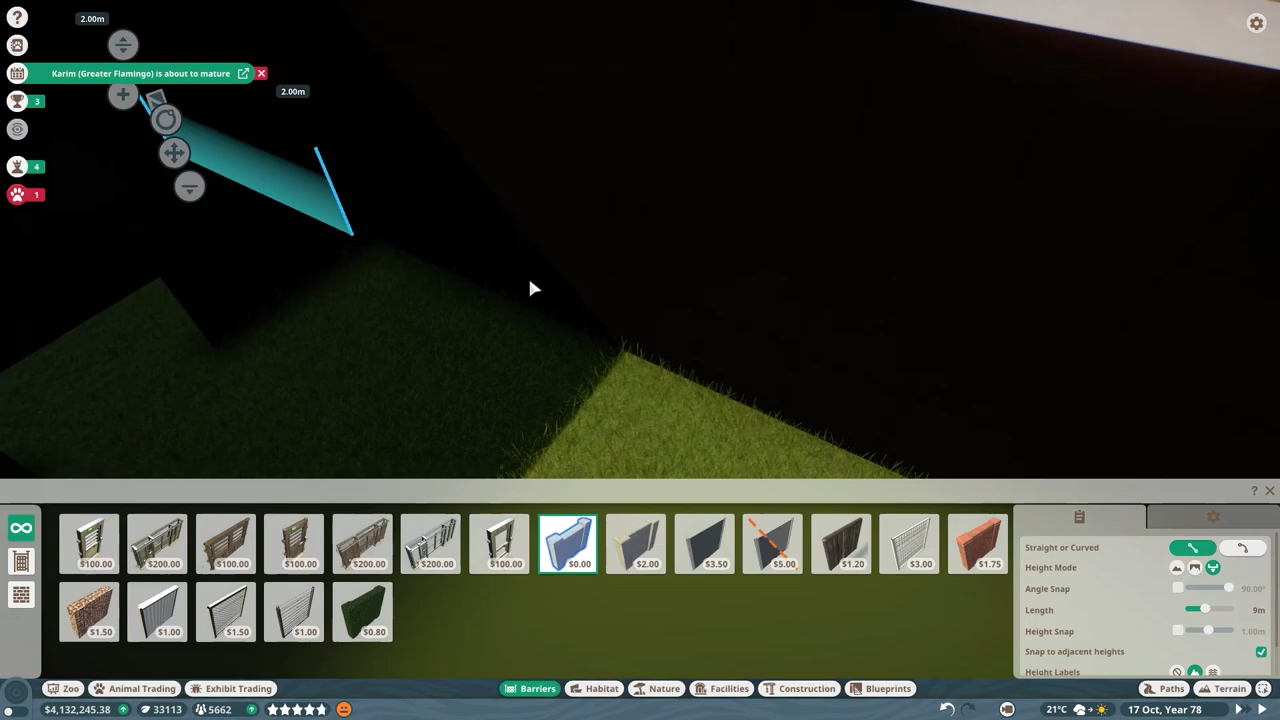 2.00m
?
Karim (Greater Flamingo) is about to mature
2.00m
3
4
1
?
$100.00 $200.00 $100.00 $100.00 $200.00 $200.00 $100.00 $0.00 $2.00 $3.50 $5.00 $1.20 $3.00 $1.75
$1.50 $1.00 $1.50 $1.00 $0.80
Straight or Curved
Height Mode
Angle Snap 90.00°
Length 9m
Height Snap 1.00m
Snap to adjacent heights
Height Labels
Zoo Animal Trading Exhibit Trading Barriers Habitat Nature Facilities Construction Blueprints Paths Terrain
$4,132,245.38 33113 5662 21°C 17 Oct, Year 78